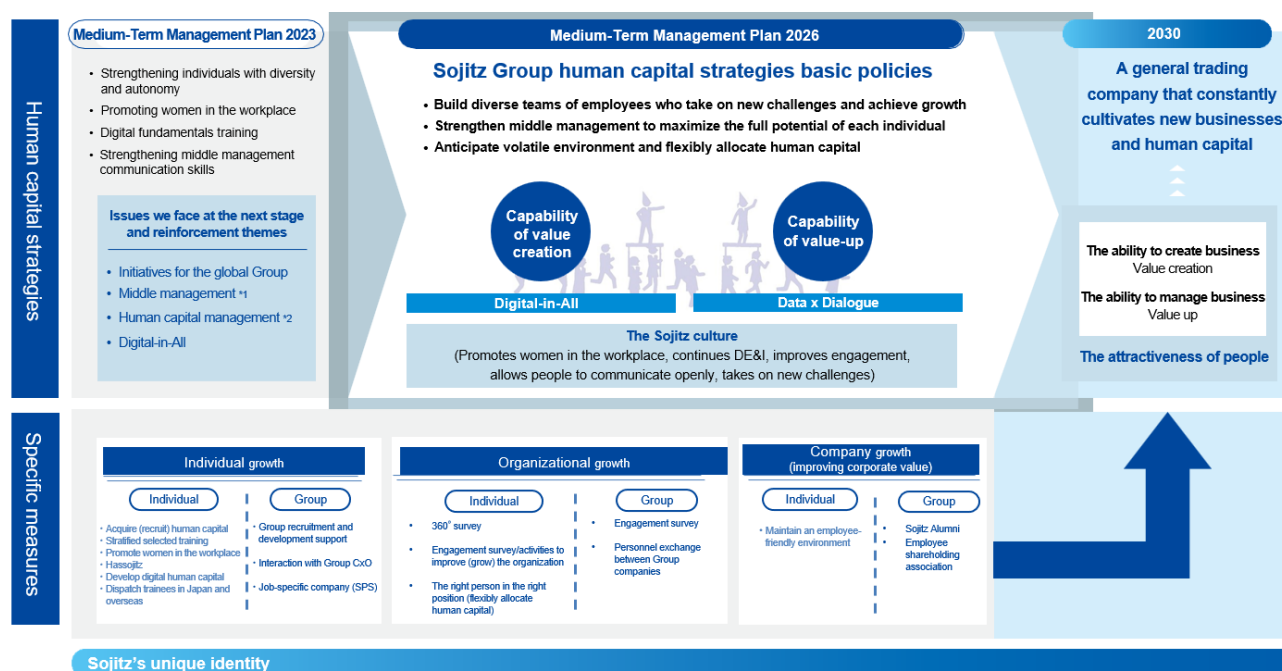 Human capital strategies
Medium-Term Management Plan 2023
• Strengthening individuals with diversity
and autonomy
• Promoting women in the workplace
• Digital fundamentals training
• Strengthening middle management
communication skills
Issues we face at the next stage
and reinforcement themes
• Initiatives for the global Group
• Middle management *1
• Human capital management *2
• Digital-in-All
Medium-Term Management Plan 2026
Sojitz Group human capital strategies basic policies
• Build diverse teams of employees who take on new challenges and achieve growth
• Strengthen middle management to maximize the full potential of each individual
• Anticipate volatile environment and flexibly allocate human capital
Capability
of value
creation
Capability
of value-up
Digital-in-All
Data x Dialogue
The Sojitz culture
(Promotes women in the workplace, continues DE&I, improves engagement,
allows people to communicate openly, takes on new challenges)
2030
A general trading
company that constantly
cultivates new businesses
and human capital
The ability to create business
Value creation
The ability to manage business
Value up
The attractiveness of people
Specific measures
Individual growth
Individual
・Acquire (recruit) human capital
・Stratified selected training
・Promote women in the workplace
・Hassojitz
・Develop digital human capital
・Dispatch trainees in Japan and
overseas
Group
・Group recruitment and
development support
・Interaction with Group CxO
・Job-specific company (SPS)
Organizational growth
Individual
• 360° survey
• Engagement survey/activities to
improve (grow) the organization
• The right person in the right
position (flexibly allocate
human capital)
Group
• Engagement survey
• Personnel exchange
between Group
companies
Company growth
(improving corporate value)
Individual
・Maintain an employee-
friendly environment
Group
• Sojitz Alumni
• Employee
shareholding
association
Sojitz's unique identity